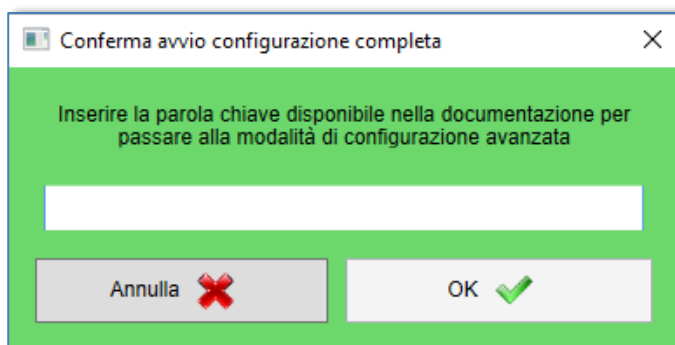 Conferma avvio configurazione completa
Inserire la parola chiave disponibile nella documentazione per
passare alla modalità di configurazione avanzata
Annulla
OK